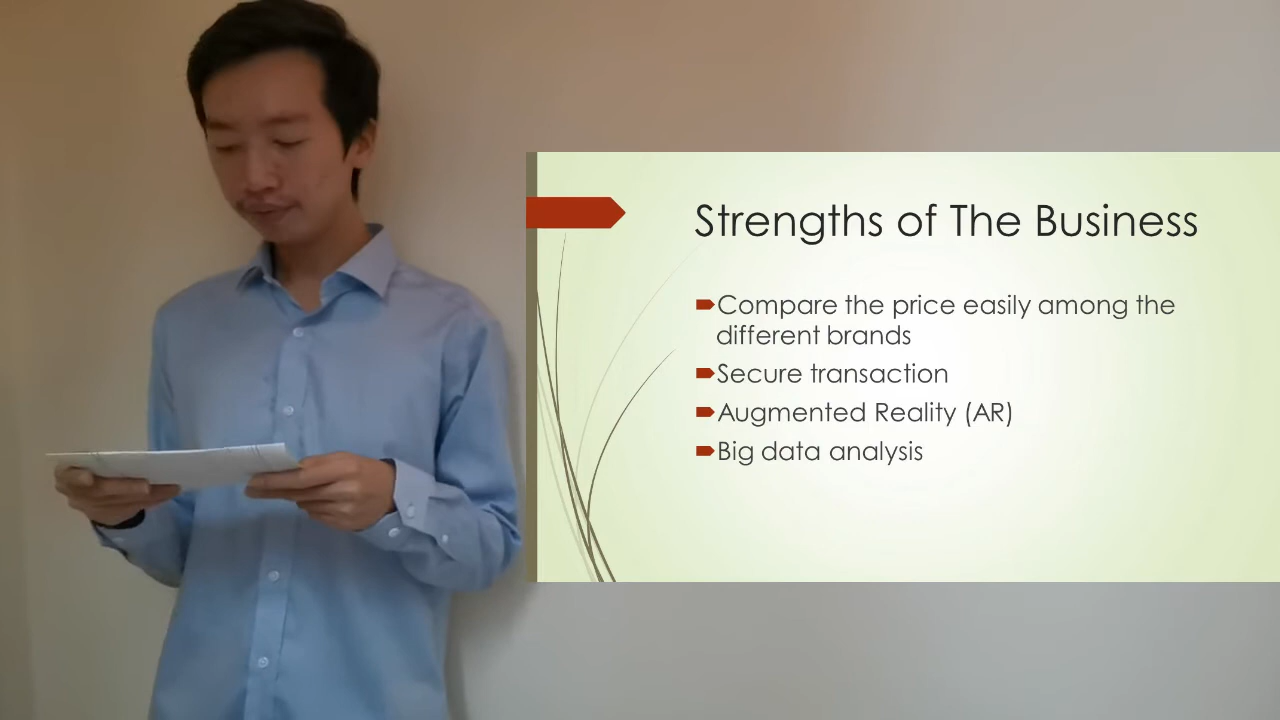 Strengths of The Business
Compare the price easily among the
different brands
Secure transaction
Augmented Reality (AR)
Big data analysis